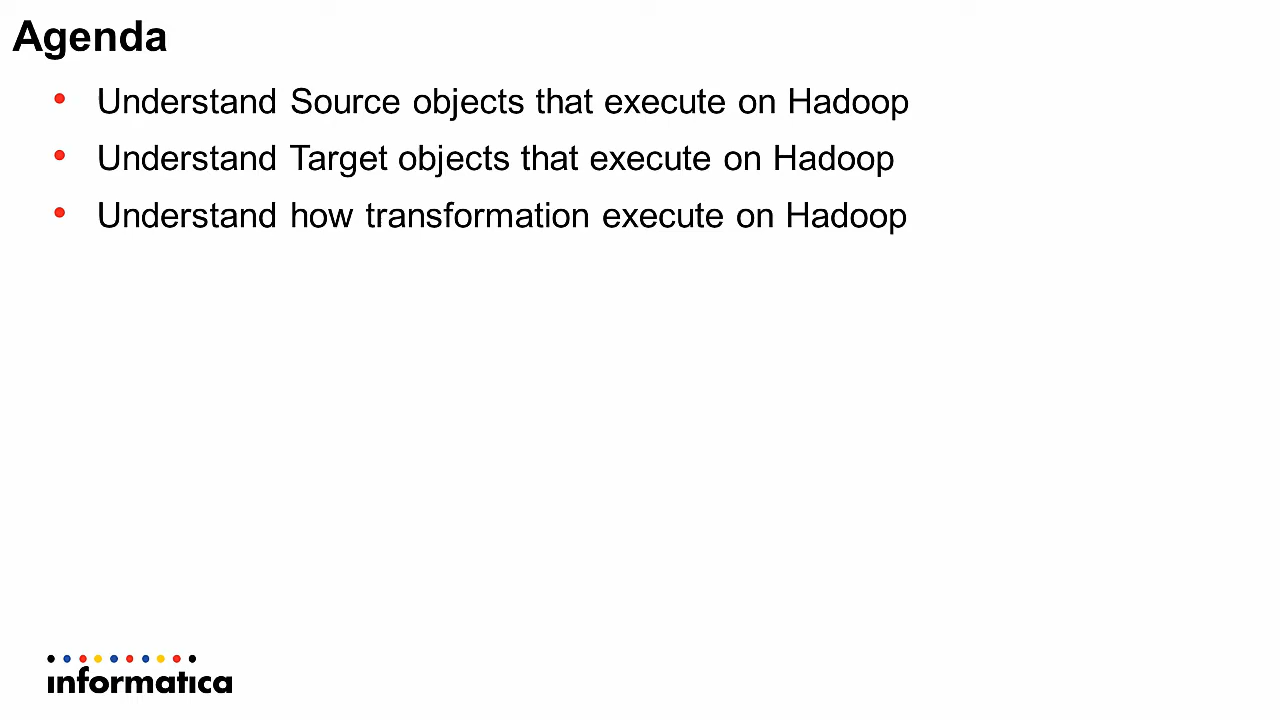 Agenda
• Understand Source objects that execute on Hadoop
• Understand Target objects that execute on Hadoop
• Understand how transformation execute on Hadoop
informatica